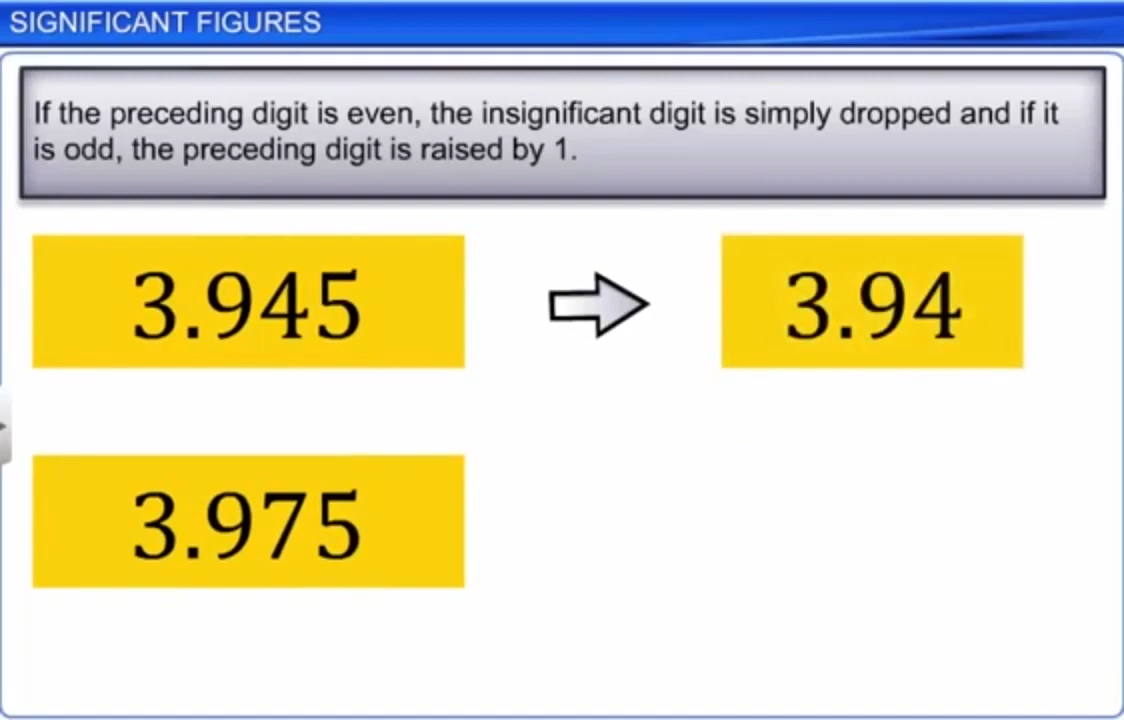 SIGNIFICANT FIGURES
If the preceding digit is even, the insignificant digit is simply dropped and if it
is odd, the preceding digit is raised by 1.
3.945
3.94
3.975